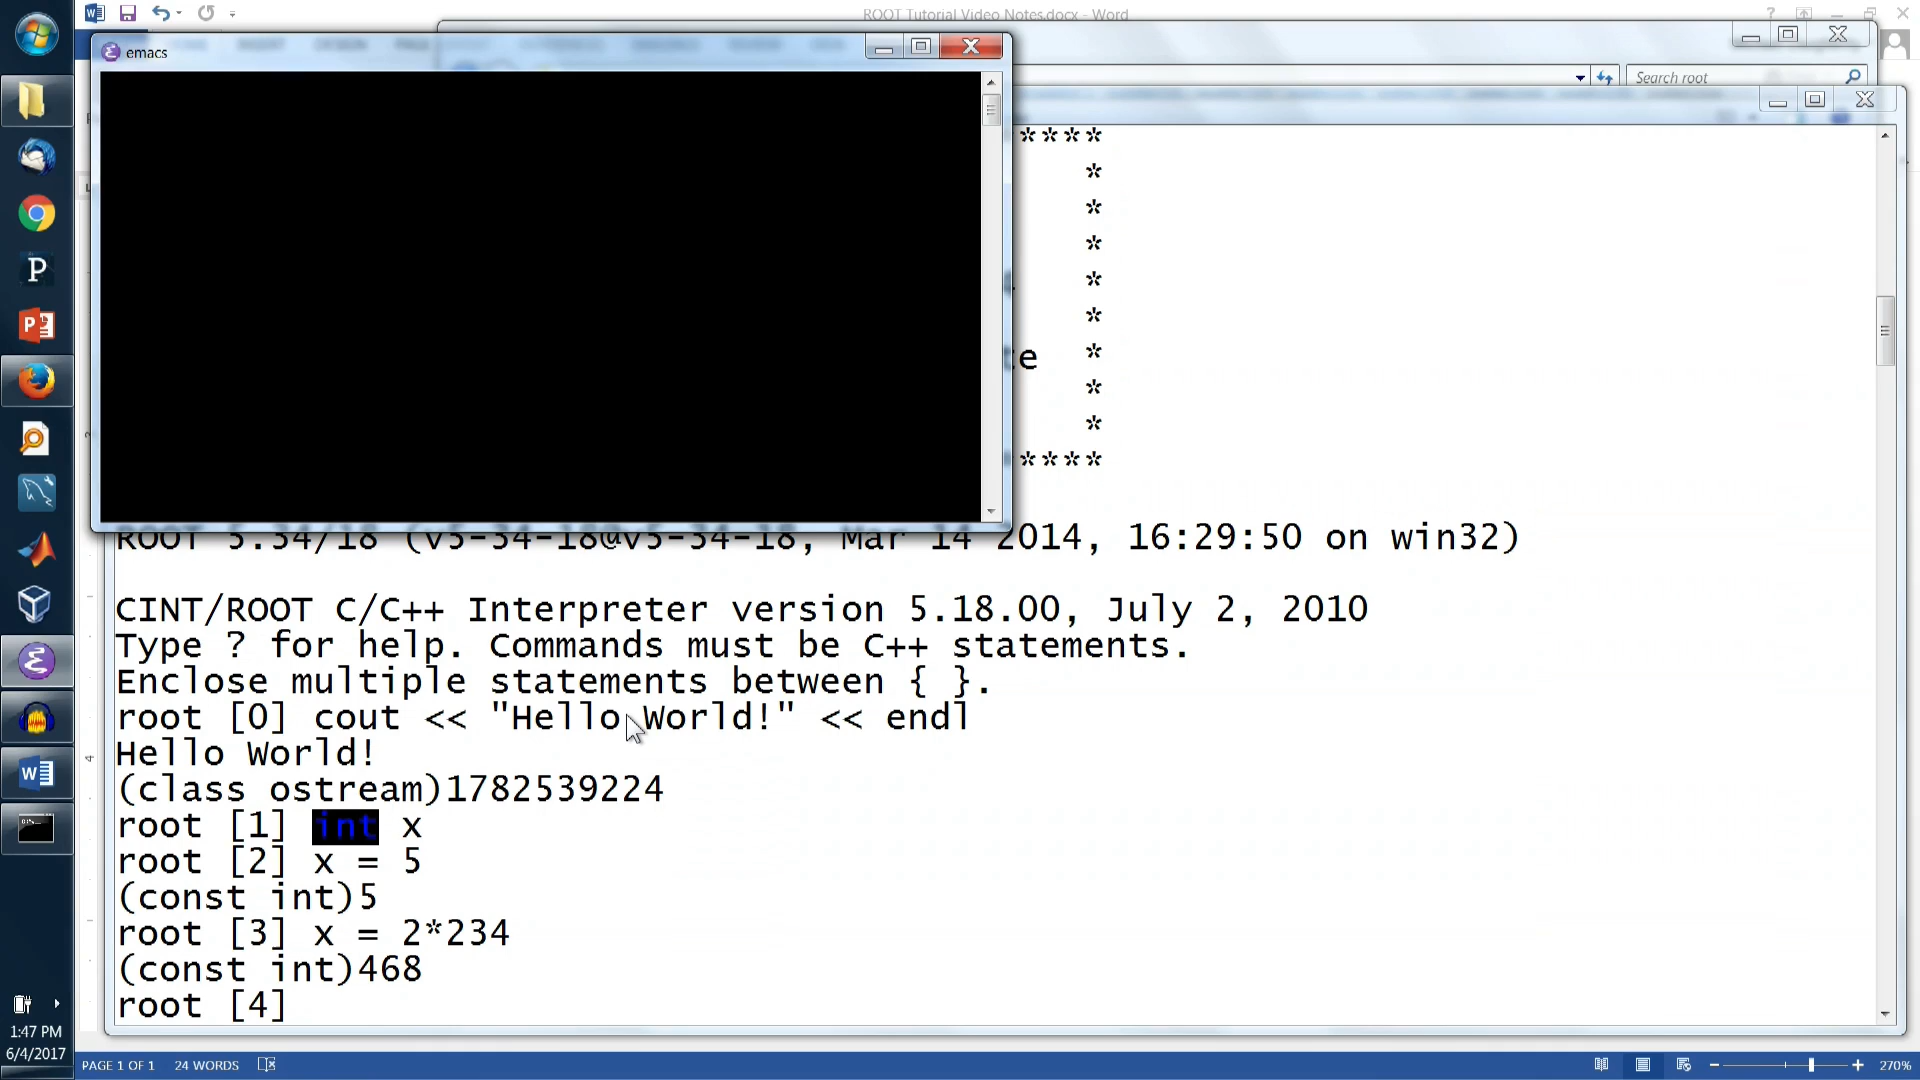 ROOT Tutorial Video Notes.docx - Word
emacs
Search root
****
*
*
*
*
*
e *
*
*
****
ROOT 5.34/18 (v5-34-18@v5-34-18, Mar 14 2014, 16:29:50 on win32)
CINT/ROOT C/C++ Interpreter version 5.18.00, July 2, 2010
Type ? for help. Commands must be C++ statements.
Enclose multiple statements between { }.
root [0] cout << "Hello World!" << endl
Hello World!
(class ostream)1782539224
root [1] int x
root [2] x = 5
(const int)5
root [3] x = 2*234
(const int)468
root [4]
1:47 PM
6/4/2017
PAGE 1 OF 1 24 WORDS 270%